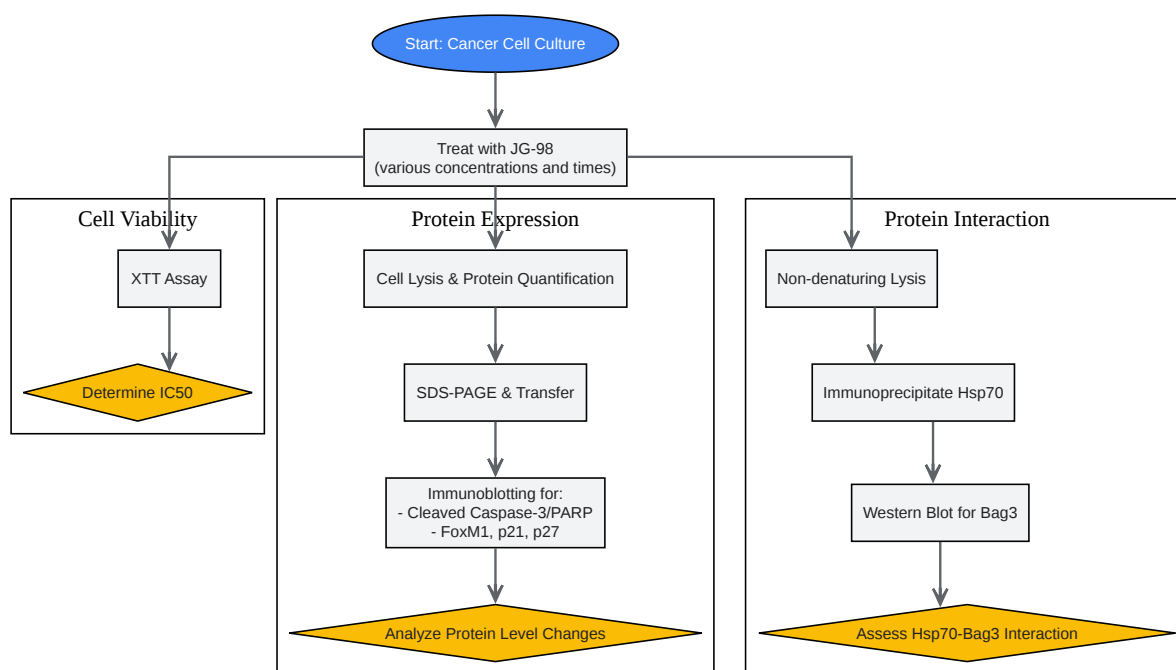 Start: Cancer Cell Culture
Treat with JG-98
(various concentrations and times)
Cell Viability
XTT Assay
Determine IC50
Protein Expression
Cell Lysis & Protein Quantification
SDS-PAGE & Transfer
Immunoblotting for:
- Cleaved Caspase-3/PARP
- FoxM1, p21, p27
Analyze Protein Level Changes
Protein Interaction
Non-denaturing Lysis
Immunoprecipitate Hsp70
Western Blot for Bag3
Assess Hsp70-Bag3 Interaction